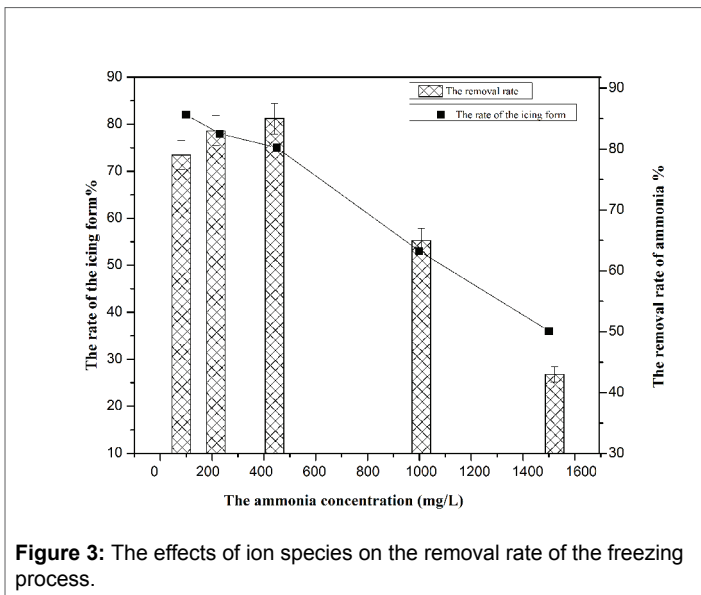 The removal rate
The rate of the icing form
90
80
70
60
50
40
30
20
10
The rate of the icing form%
90
80
70
60
50
40
30
The removal rate of ammonia %
0 200 400 600 800 1000 1200 1400 1600
The ammonia concentration (mg/L)
Figure 3: The effects of ion species on the removal rate of the freezing
process.